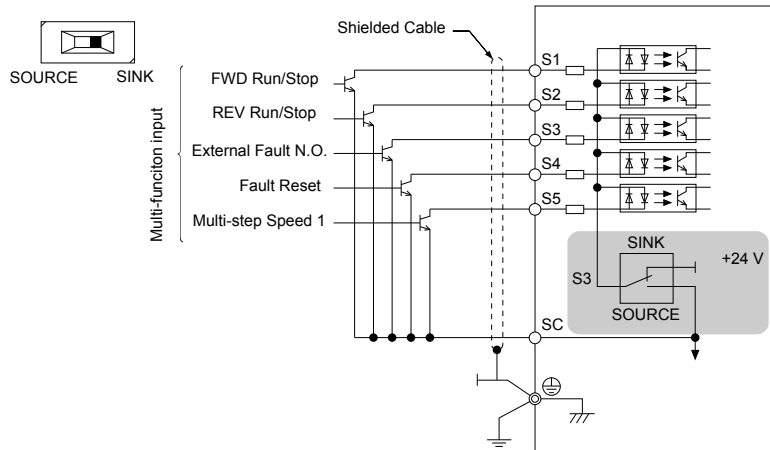 Shielded Cable
SOURCE SINK
Multi-funciton input
FWD Run/Stop
REV Run/Stop
External Fault N.O.
Fault Reset
Multi-step Speed 1
S1
S2
S3
S4
S5
SINK
+24 V
S3
SOURCE
SC